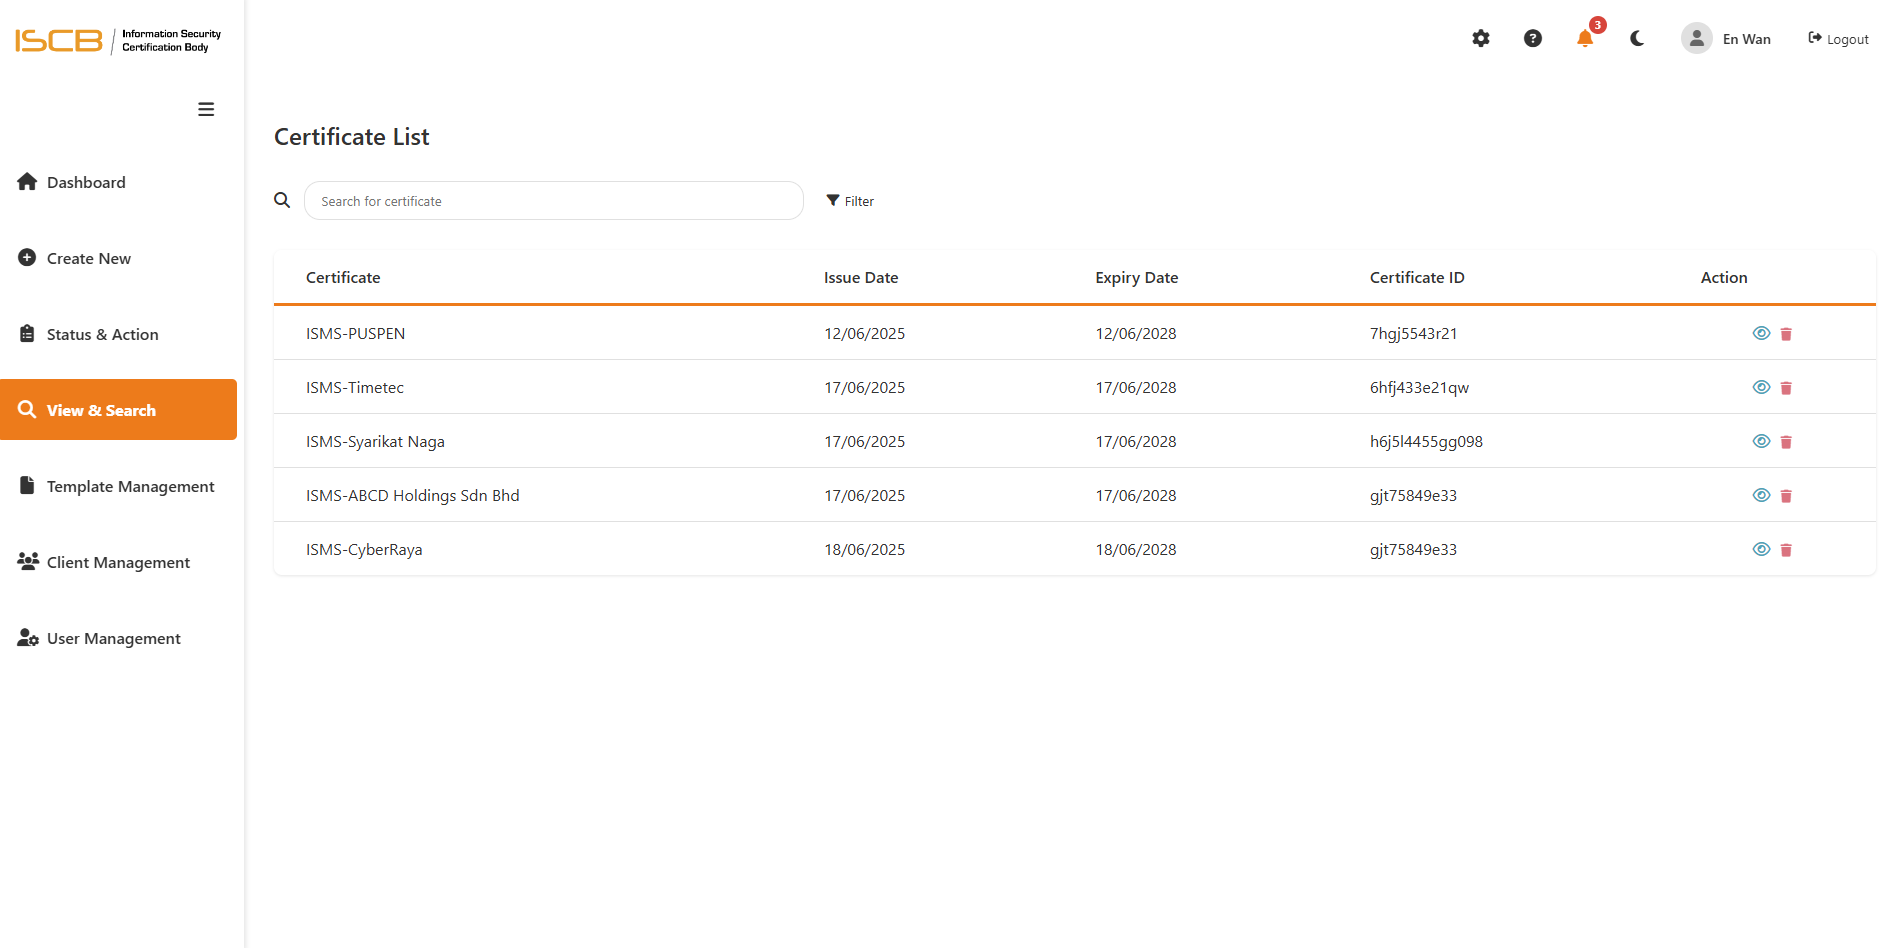 ISCB
Information Security
Certification Body
3
En Wan
Logout
Dashboard
Create New
Status & Action
View & Search
Template Management
Client Management
User Management
Certificate List
Search for certificate
Filter
Certificate Issue Date Expiry Date Certificate ID Action
ISMS-PUSPEN 12/06/2025 12/06/2028 7hgj5543r21
ISMS-Timetec 17/06/2025 17/06/2028 6hfj433e21qw
ISMS-Syarikat Naga 17/06/2025 17/06/2028 h6j5l4455gg098
ISMS-ABCD Holdings Sdn Bhd 17/06/2025 17/06/2028 gjt75849e33
ISMS-CyberRaya 18/06/2025 18/06/2028 gjt75849e33